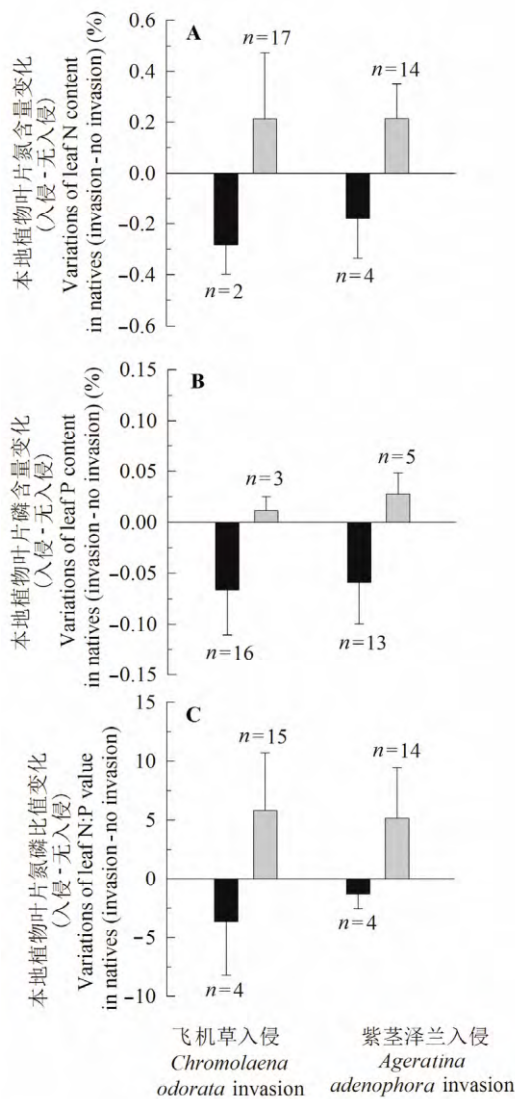 本地植物叶片氮含量变化
(入侵-无入侵)
Variations of leaf N content
in natives (invasion-no invasion) (%)
A
0.6
0.4
0.2
0.0
-0.2
-0.4
-0.6
n=17
n=14
n=2
n=4
本地植物叶片磷含量变化
(入侵-无入侵)
Variations of leaf P content
in natives (invasion-no invasion) (%)
B
0.15
0.10
0.05
0.00
-0.05
-0.10
-0.15
n=3
n=5
n=16
n=13
本地植物叶片氮磷比值变化
(入侵-无入侵)
Variations of leaf N:P value
in natives (invasion-no invasion)
C
15
10
5
0
-5
-10
n=15
n=14
n=4
n=4
飞机草入侵
Chromolaena
odorata invasion
紫茎泽兰入侵
Ageratina
adenophora invasion